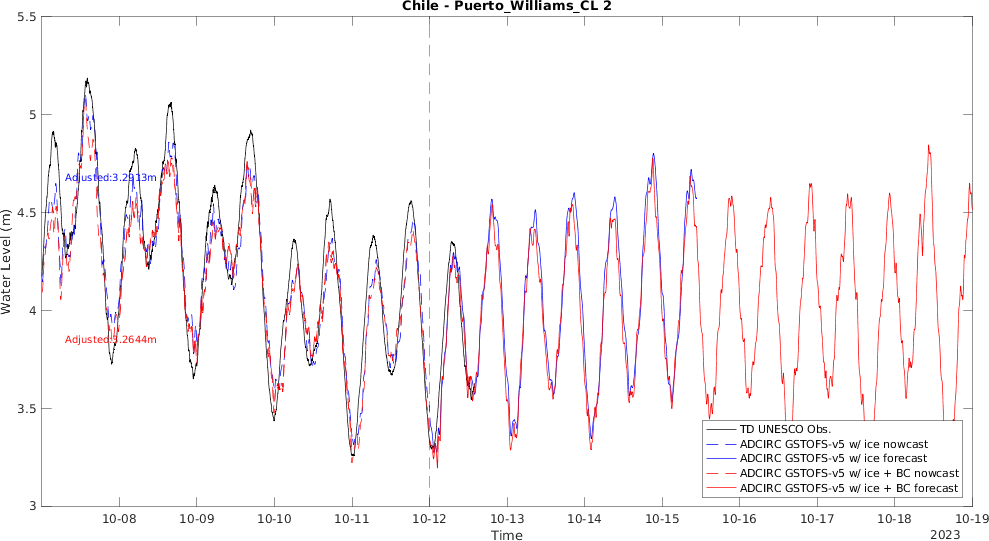 Chile - Puerto_Williams_CL 2
5.5
5
4.5
4
3.5
3
Water Level (m)
Adjusted:3.2913m
Adjusted:3.2644m
TD UNESCO Obs.
ADCIRC GSTOFS-v5 w/ ice nowcast
ADCIRC GSTOFS-v5 w/ ice forecast
ADCIRC GSTOFS-v5 w/ ice + BC nowcast
ADCIRC GSTOFS-v5 w/ ice + BC forecast
10-08 10-09 10-10 10-11 10-12 10-13 10-14 10-15 10-16 10-17 10-18 10-19
Time
2023